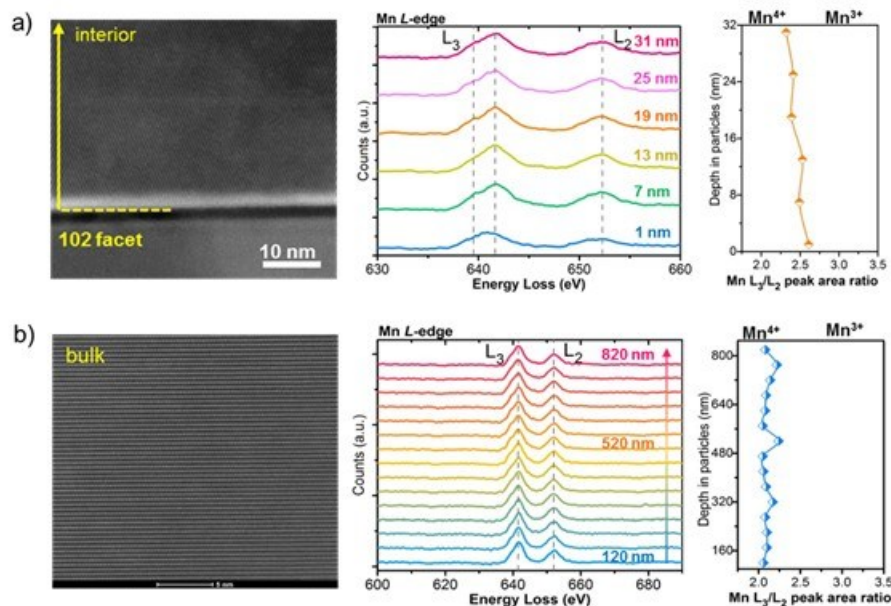 a)
interior
102 facet
10 nm
Mn L-edge
L3
L2
31 nm
25 nm
19 nm
13 nm
7 nm
1 nm
Counts (a.u.)
630 640 650 660
Energy Loss (eV)
Mn4+ Mn3+
32
24
16
8
0
Depth in particles (nm)
2.0 2.5 3.0 3.5
Mn L3/L2 peak area ratio
b)
bulk
5 nm
Mn L-edge
L3
L2
820 nm
520 nm
120 nm
Counts (a.u.)
600 620 640 660 680
Energy Loss (eV)
Mn4+ Mn3+
800
640
480
320
160
Depth in particles (nm)
2.0 2.5 3.0 3.5
Mn L3/L2 peak area ratio